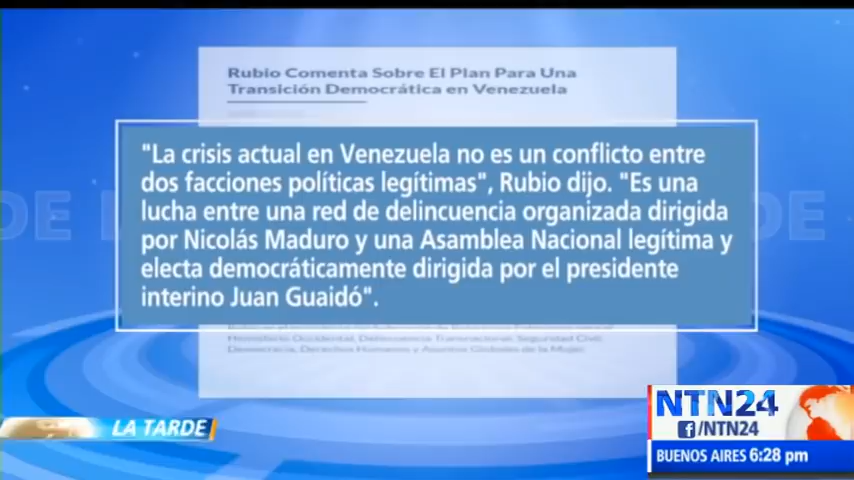 Rubio Comenta Sobre El Plan Para Una
Transición Democrática en Venezuela
"La crisis actual en Venezuela no es un conflicto entre
dos facciones políticas legítimas", Rubio dijo. "Es una
lucha entre una red de delincuencia organizada dirigida
por Nicolás Maduro y una Asamblea Nacional legítima y
electa democráticamente dirigida por el presidente
interino Juan Guaidó".
Hemisferio Occidental, Delincuencia Transnacional, Seguridad Civil,
Democracia, Derechos Humanos y Asuntos Globales de la Mujer
DE
DE
LA TARDE
NTN24
f/NTN24
BUENOS AIRES 6:28 pm